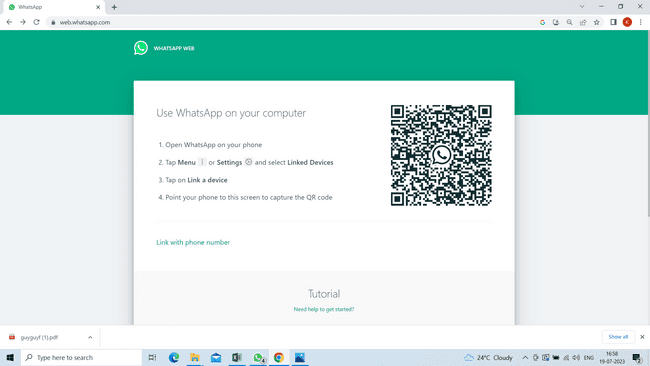 WhatsApp
web.whatsapp.com
K
WHATSAPP WEB
Use WhatsApp on your computer
1. Open WhatsApp on your phone
2. Tap Menu or Settings and select Linked Devices
3. Tap on Link a device
4. Point your phone to this screen to capture the QR code
Link with phone number
Tutorial
Need help to get started?
guyguyf (1).pdf
Show all
Type here to search
24°C Cloudy
ENG
16:58
19-07-2023